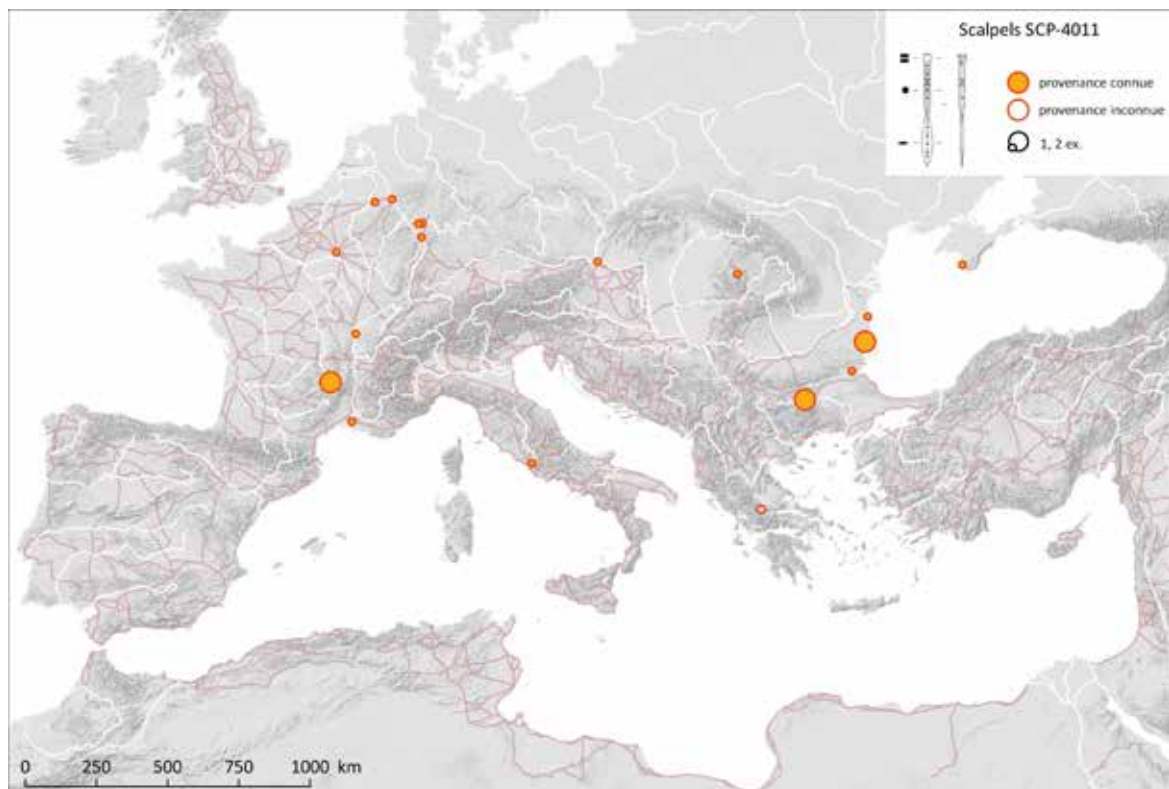 Scalpels SCP-4011
provenance connue
provenance inconnue
1, 2 ex.
0 250 500 750 1000 km